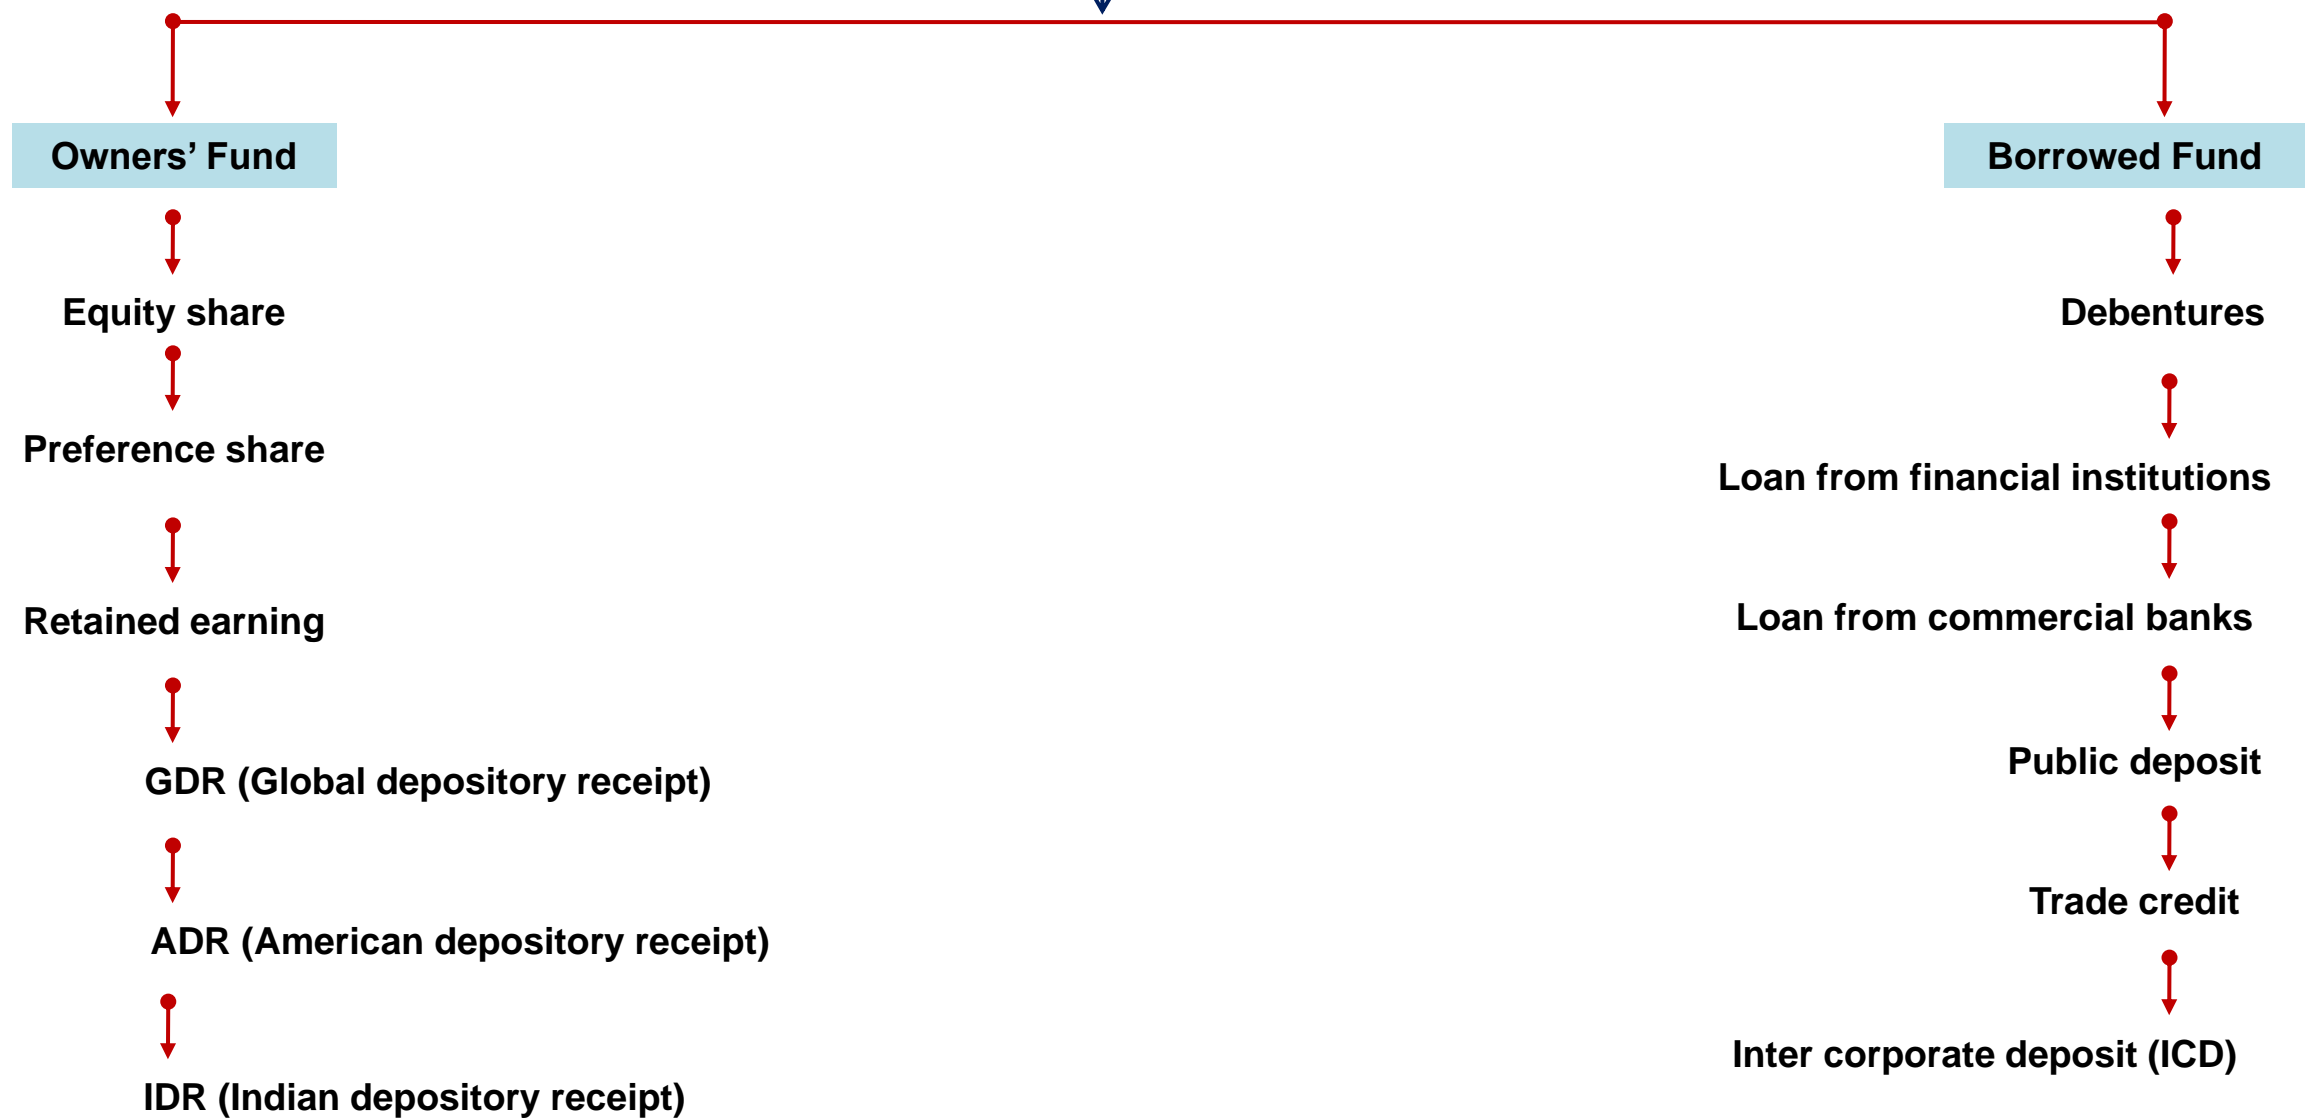 Owners’ Fund
Equity share
Preference share
Retained earning
GDR (Global depository receipt)
ADR (American depository receipt)
IDR (Indian depository receipt)
Borrowed Fund
Debentures
Loan from financial institutions
Loan from commercial banks
Public deposit
Trade credit
Inter corporate deposit (ICD)